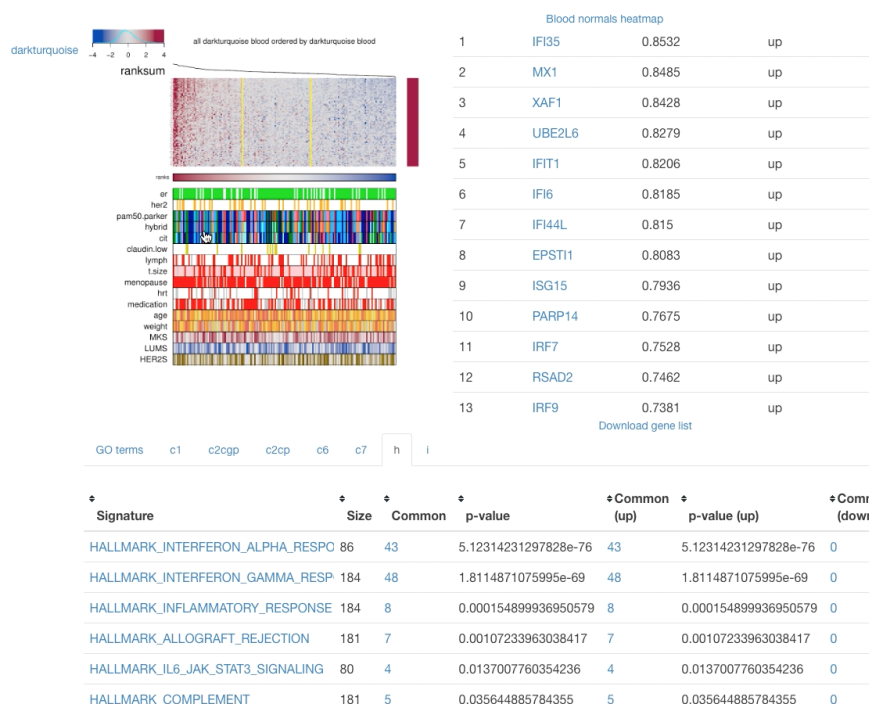 Blood normals heatmap
darkturquoise
-4 -2 0 2 4
all darkturquoise blood ordered by darkturquoise blood
ranksum
ranks
er
her2
pam50.parker
hybrid
cit
claudin.low
lymph
t.size
menopause
hrt
medication
age
weight
MKS
LUMS
HER2S
1 IFI35 0.8532 up
2 MX1 0.8485 up
3 XAF1 0.8428 up
4 UBE2L6 0.8279 up
5 IFIT1 0.8206 up
6 IFI6 0.8185 up
7 IFI44L 0.815 up
8 EPSTI1 0.8083 up
9 ISG15 0.7936 up
10 PARP14 0.7675 up
11 IRF7 0.7528 up
12 RSAD2 0.7462 up
13 IRF9 0.7381 up
Download gene list
GO terms c1 c2cgp c2cp c6 c7 h i
Signature Size Common p-value Common (up) p-value (up) Comm (down
HALLMARK_INTERFERON_ALPHA_RESPO 86 43 5.12314231297828e-76 43 5.12314231297828e-76 0
HALLMARK_INTERFERON_GAMMA_RESP 184 48 1.8114871075995e-69 48 1.8114871075995e-69 0
HALLMARK_INFLAMMATORY_RESPONSE 184 8 0.000154899936950579 8 0.000154899936950579 0
HALLMARK_ALLOGRAFT_REJECTION 181 7 0.00107233963038417 7 0.00107233963038417 0
HALLMARK_IL6_JAK_STAT3_SIGNALING 80 4 0.0137007760354236 4 0.0137007760354236 0
HALLMARK_COMPLEMENT 181 5 0.035644885784355 5 0.035644885784355 0